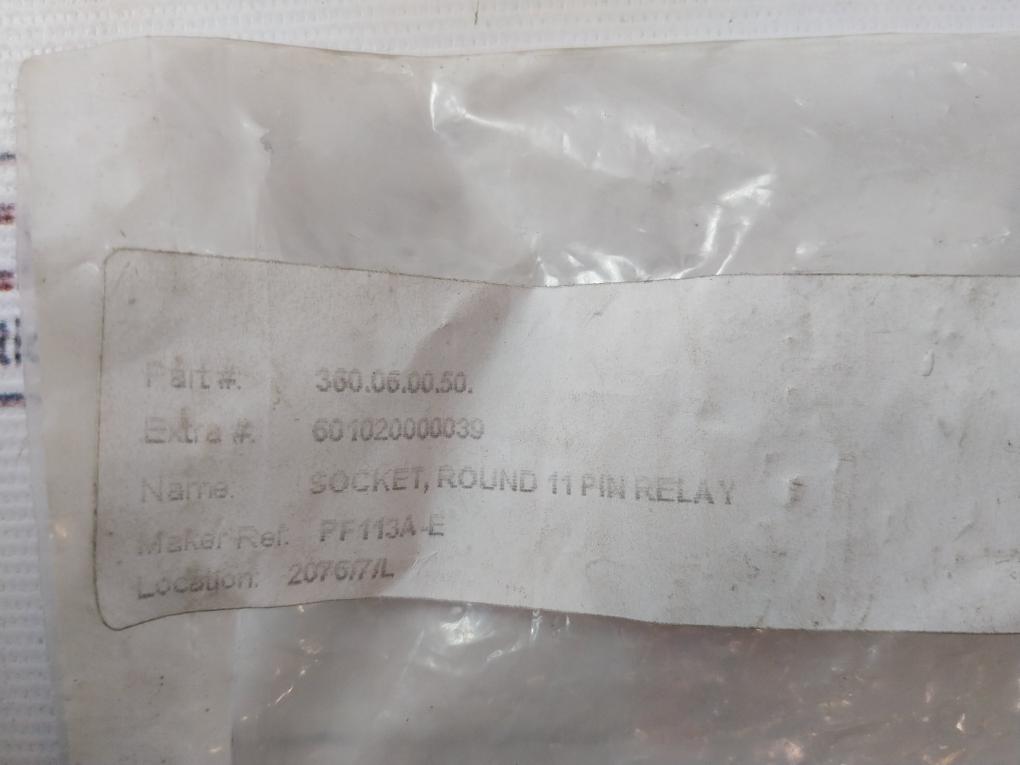 Part #: 360.06.00.50.
Extra #: 601020000039
Name: SOCKET, ROUND 11 PIN RELAY
Maker Ref: PF113A-E
Location: 2076/7/L